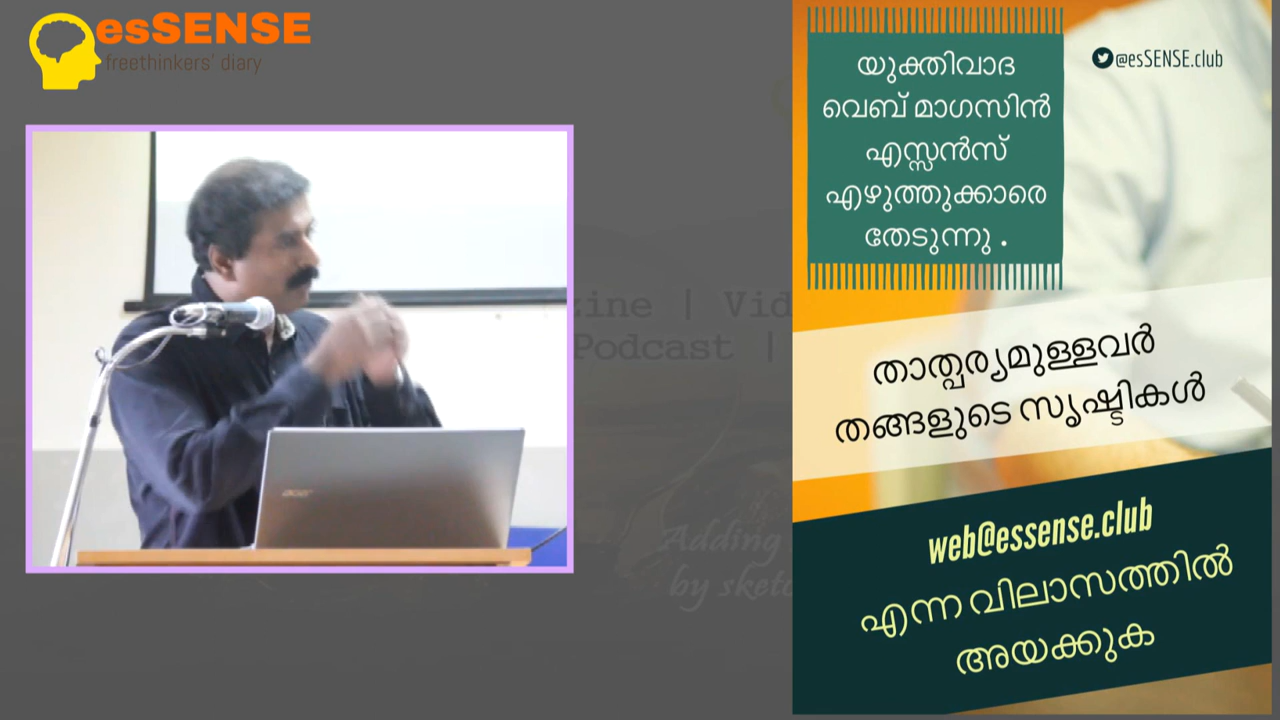 esSENSE
freethinkers' diary
യുക്തിവാദ
വെബ് മാഗസിൻ
എസ്സൻസ്
എഴുത്തുകാരെ
തേടുന്നു .
@esSENSE.club
താത്പര്യമുള്ളവർ
തങ്ങളുടെ സൃഷ്ടികൾ
web@essense.club
എന്ന വിലാസത്തിൽ
അയക്കുക
zine | Vid
Podcast |
Adding
by sket
acer